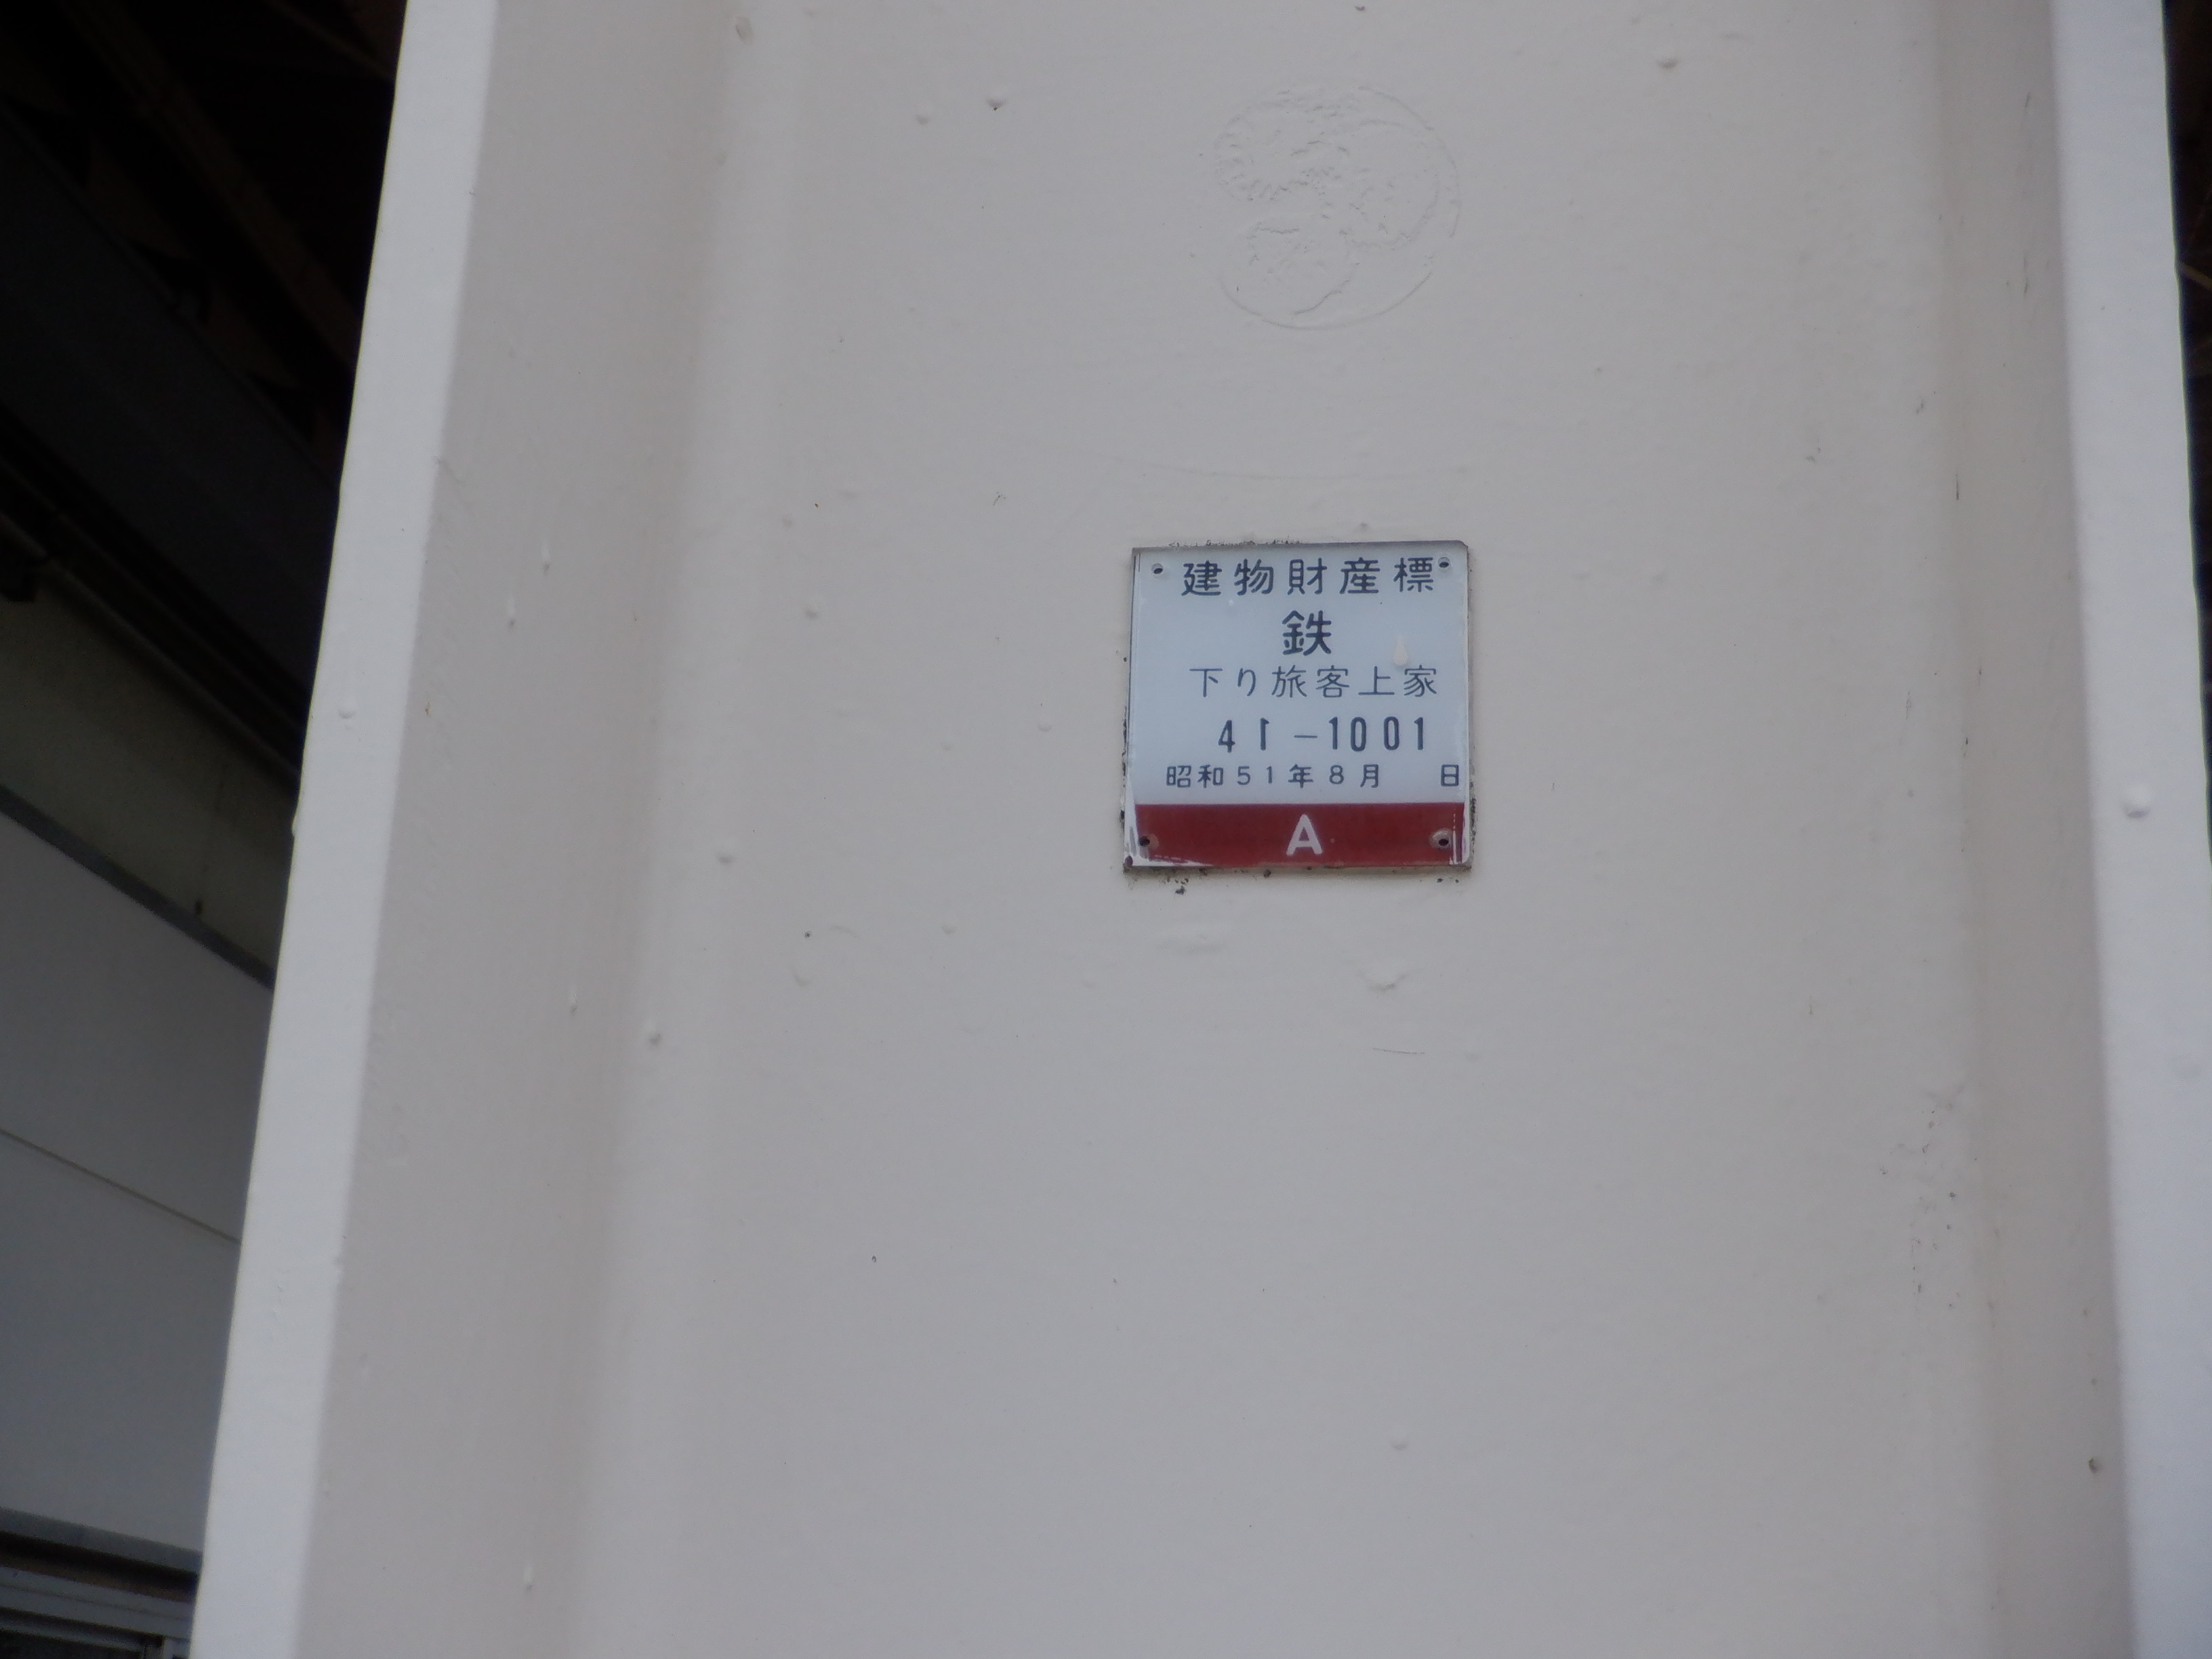 建物財産標
鉄
下り旅客上家
41-1001
昭和51年8月 日
A